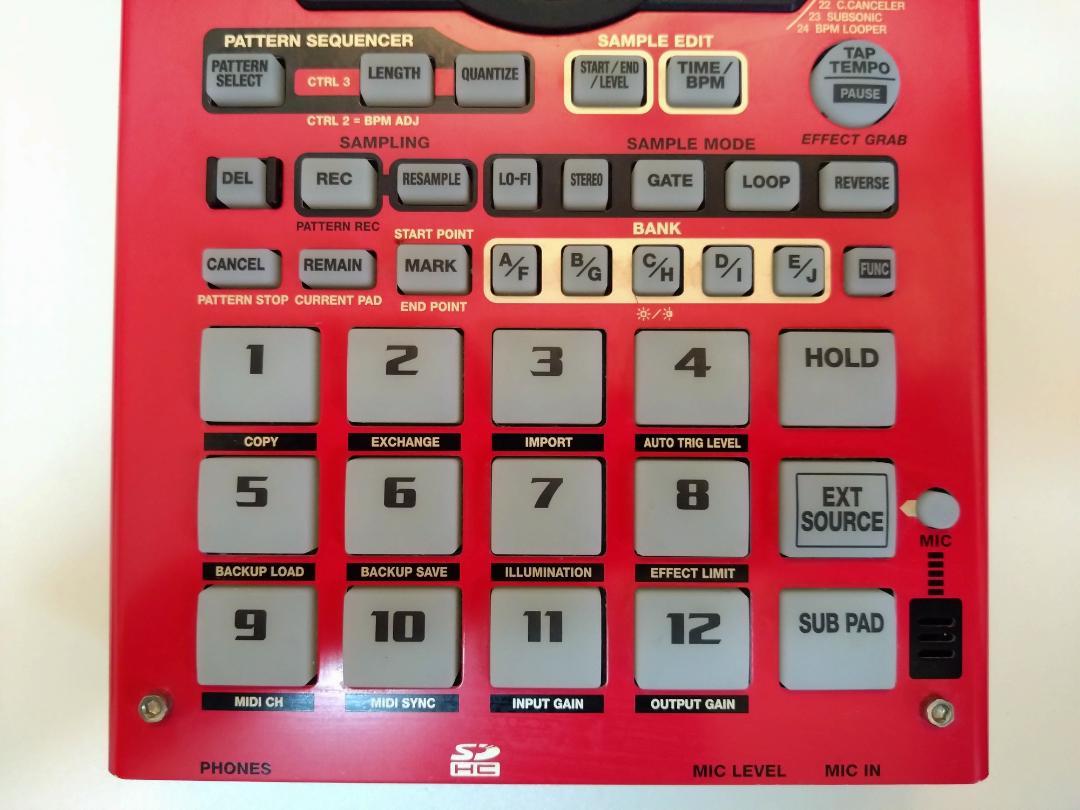 22 C.CANCELER
23 SUBSONIC
24 BPM LOOPER
PATTERN SEQUENCER
SAMPLE EDIT
PATTERN
SELECT
CTRL 3
LENGTH
QUANTIZE
START / END
/ LEVEL
TIME /
BPM
TAP
TEMPO
PAUSE
CTRL 2 = BPM ADJ
EFFECT GRAB
SAMPLING
SAMPLE MODE
DEL
REC
RESAMPLE
LO-FI
STEREO
GATE
LOOP
REVERSE
PATTERN REC
START POINT
BANK
CANCEL
REMAIN
MARK
A/F
B/G
C/H
D/I
E/J
FUNC
PATTERN STOP
CURRENT PAD
END POINT
1
2
3
4
HOLD
COPY
EXCHANGE
IMPORT
AUTO TRIG LEVEL
5
6
7
8
EXT
SOURCE
MIC
BACKUP LOAD
BACKUP SAVE
ILLUMINATION
EFFECT LIMIT
9
10
11
12
SUB PAD
MIDI CH
MIDI SYNC
INPUT GAIN
OUTPUT GAIN
PHONES
SD
HC
MIC LEVEL
MIC IN